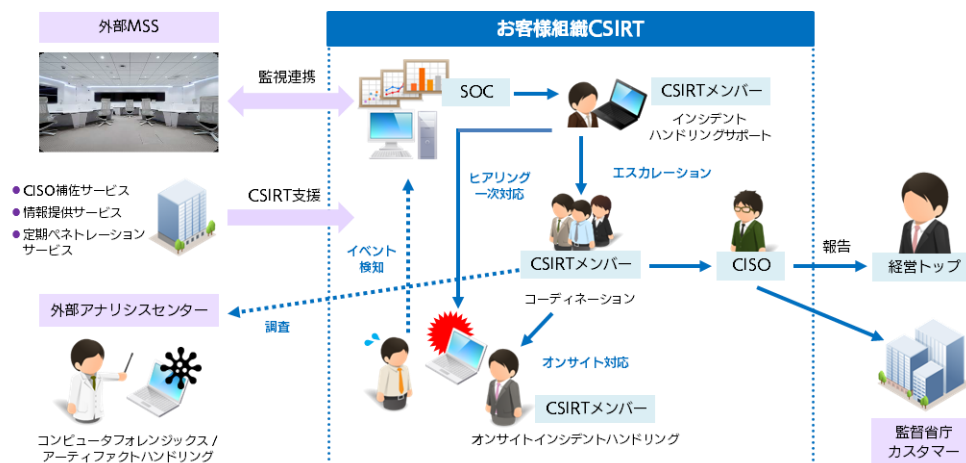 外部MSS
お客様組織CSIRT
監視連携
SOC
CSIRTメンバー
インシデント
ハンドリングサポート
ヒアリング
一次対応
エスカレーション
● CISO補佐サービス
● 情報提供サービス
● 定期ペネトレーション
サービス
CSIRT支援
イベント
検知
CSIRTメンバー
コーディネーション
CISO
報告
経営トップ
外部アナリシスセンター
調査
オンサイト対応
CSIRTメンバー
オンサイトインシデントハンドリング
コンピュータフォレンジックス /
アーティファクトハンドリング
監督省庁
カスタマー